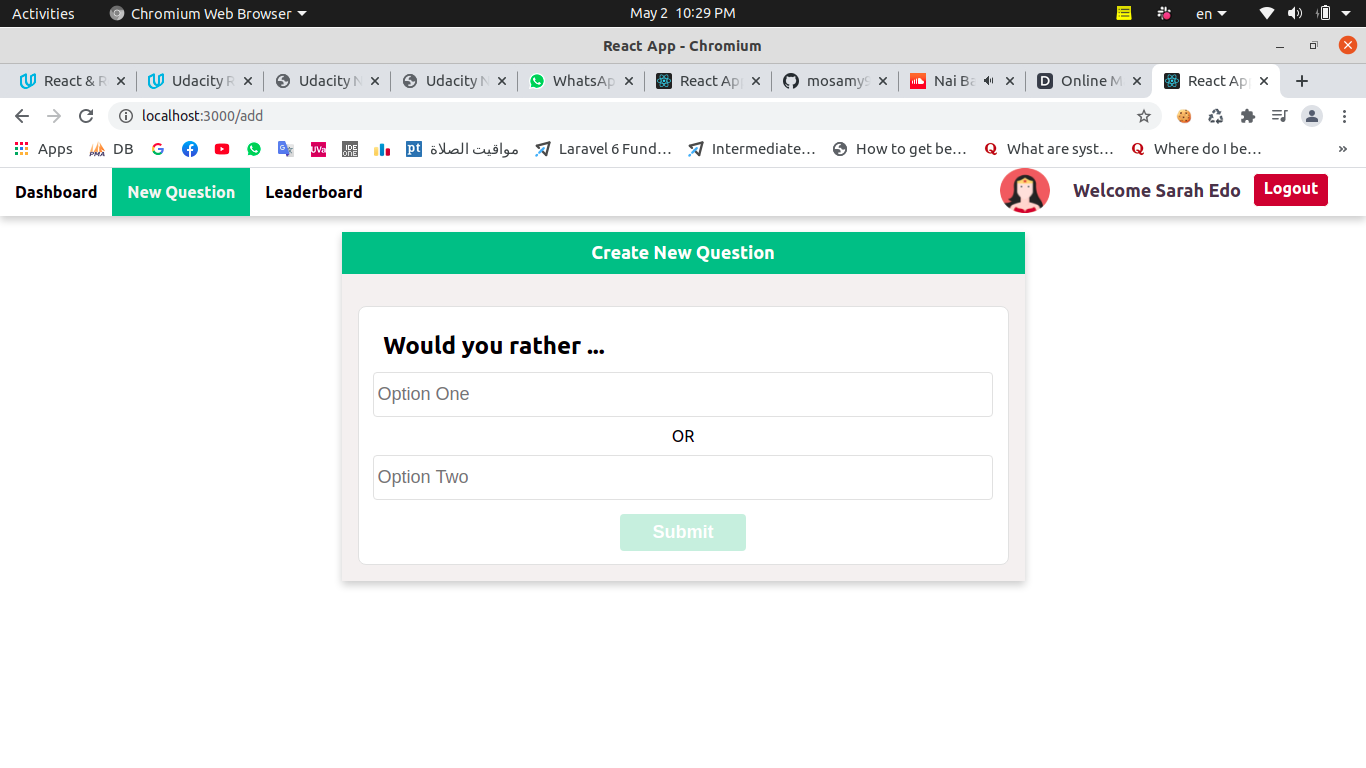 Activities Chromium Web Browser May 2 10:29 PM en
React App - Chromium
React & R Udacity R Udacity N Udacity N WhatsAp React App mosamy9 Nai Ba Online M React App
localhost:3000/add
Apps DB مواقيت الصلاة Laravel 6 Fund… Intermediate… How to get be… What are syst… Where do I be… »
Dashboard New Question Leaderboard Welcome Sarah Edo Logout
Create New Question
Would you rather ...
Option One
OR
Option Two
Submit